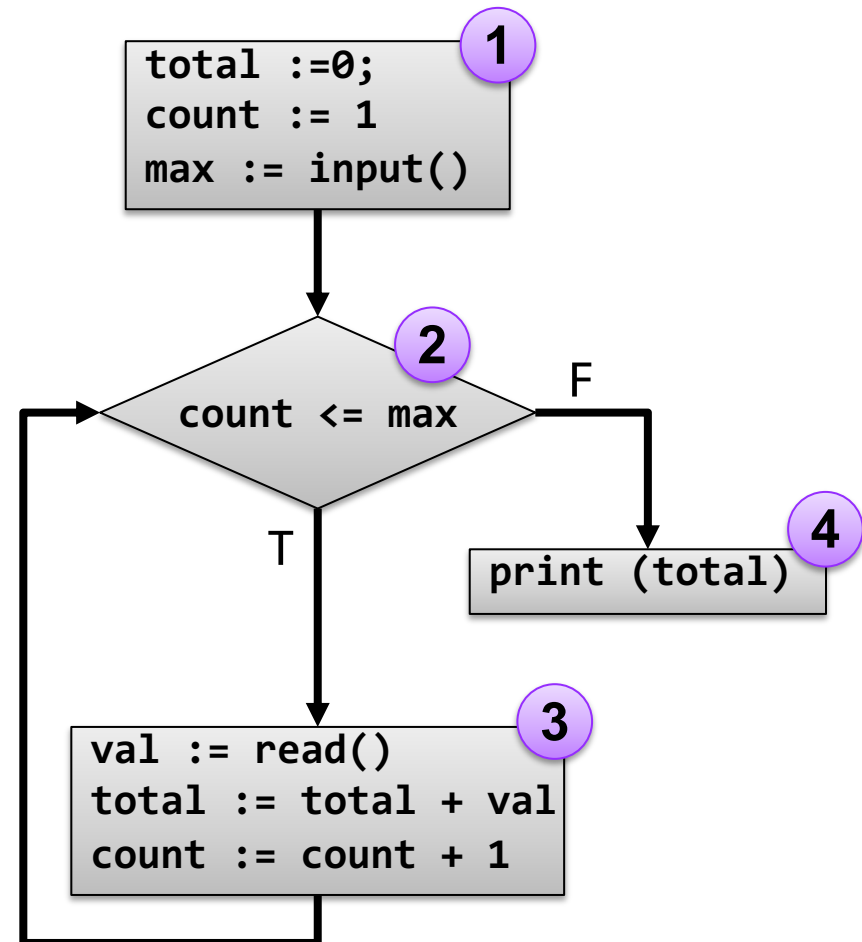 1
total :=0;
count := 1
max := input()
2
count <= max
F
T
4
print (total)
3
val := read()
total := total + val
count := count + 1